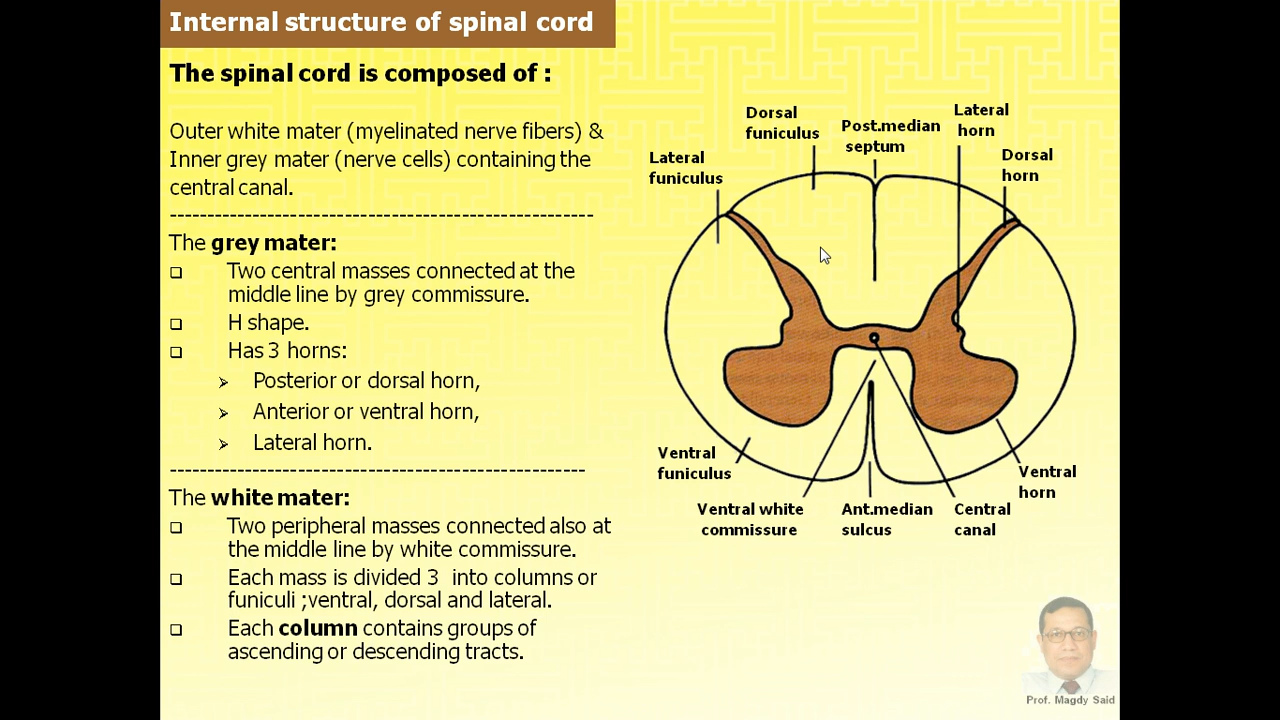 Internal structure of spinal cord
The spinal cord is composed of :
Outer white mater (myelinated nerve fibers) &
Inner grey mater (nerve cells) containing the
central canal.
---------------------------------------------------------
The grey mater:
❑ Two central masses connected at the
middle line by grey commissure.
❑ H shape.
❑ Has 3 horns:
➢ Posterior or dorsal horn,
➢ Anterior or ventral horn,
➢ Lateral horn.
--------------------------------------------------------
The white mater:
❑ Two peripheral masses connected also at
the middle line by white commissure.
❑ Each mass is divided 3  into columns or
funiculi ;ventral, dorsal and lateral.
❑ Each column contains groups of
ascending or descending tracts.
Lateral
funiculus
Dorsal
funiculus
Post.median
septum
Lateral
horn
Dorsal
horn
Ventral
funiculus
Ventral white
commissure
Ant.median
sulcus
Central
canal
Ventral
horn
Prof. Magdy Said